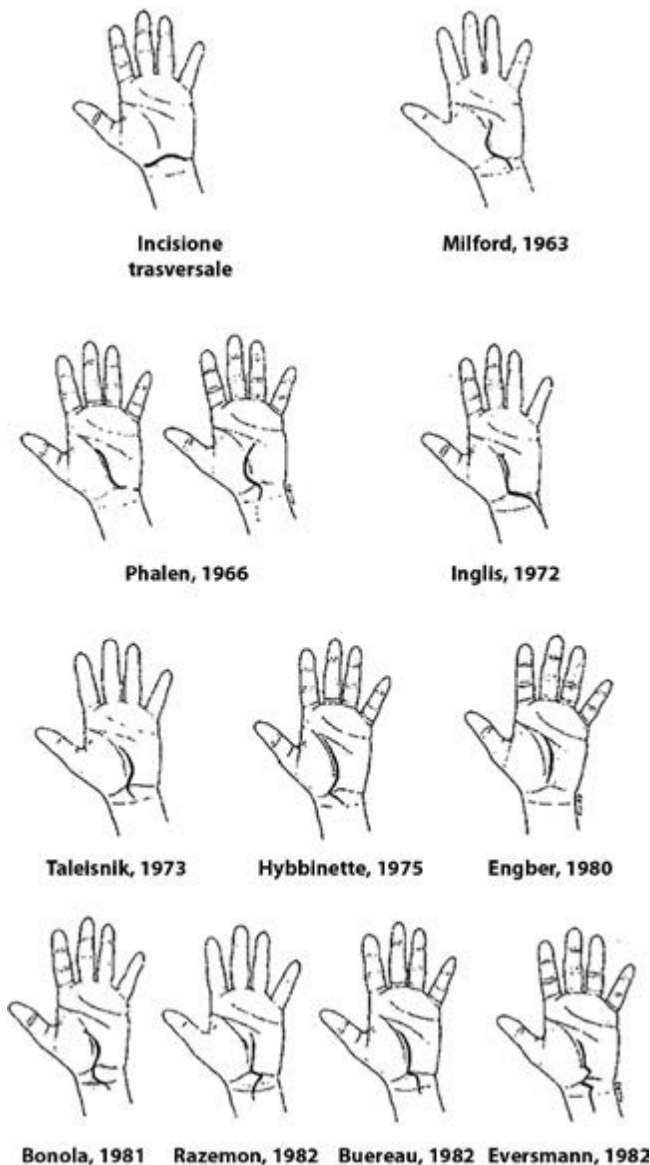 Incisione
trasversale
Milford, 1963
Phalen, 1966
Inglis, 1972
Taleisnik, 1973
Hybbinette, 1975
Engber, 1980
Bonola, 1981
Razemon, 1982
Buereau, 1982
Eversmann, 1982